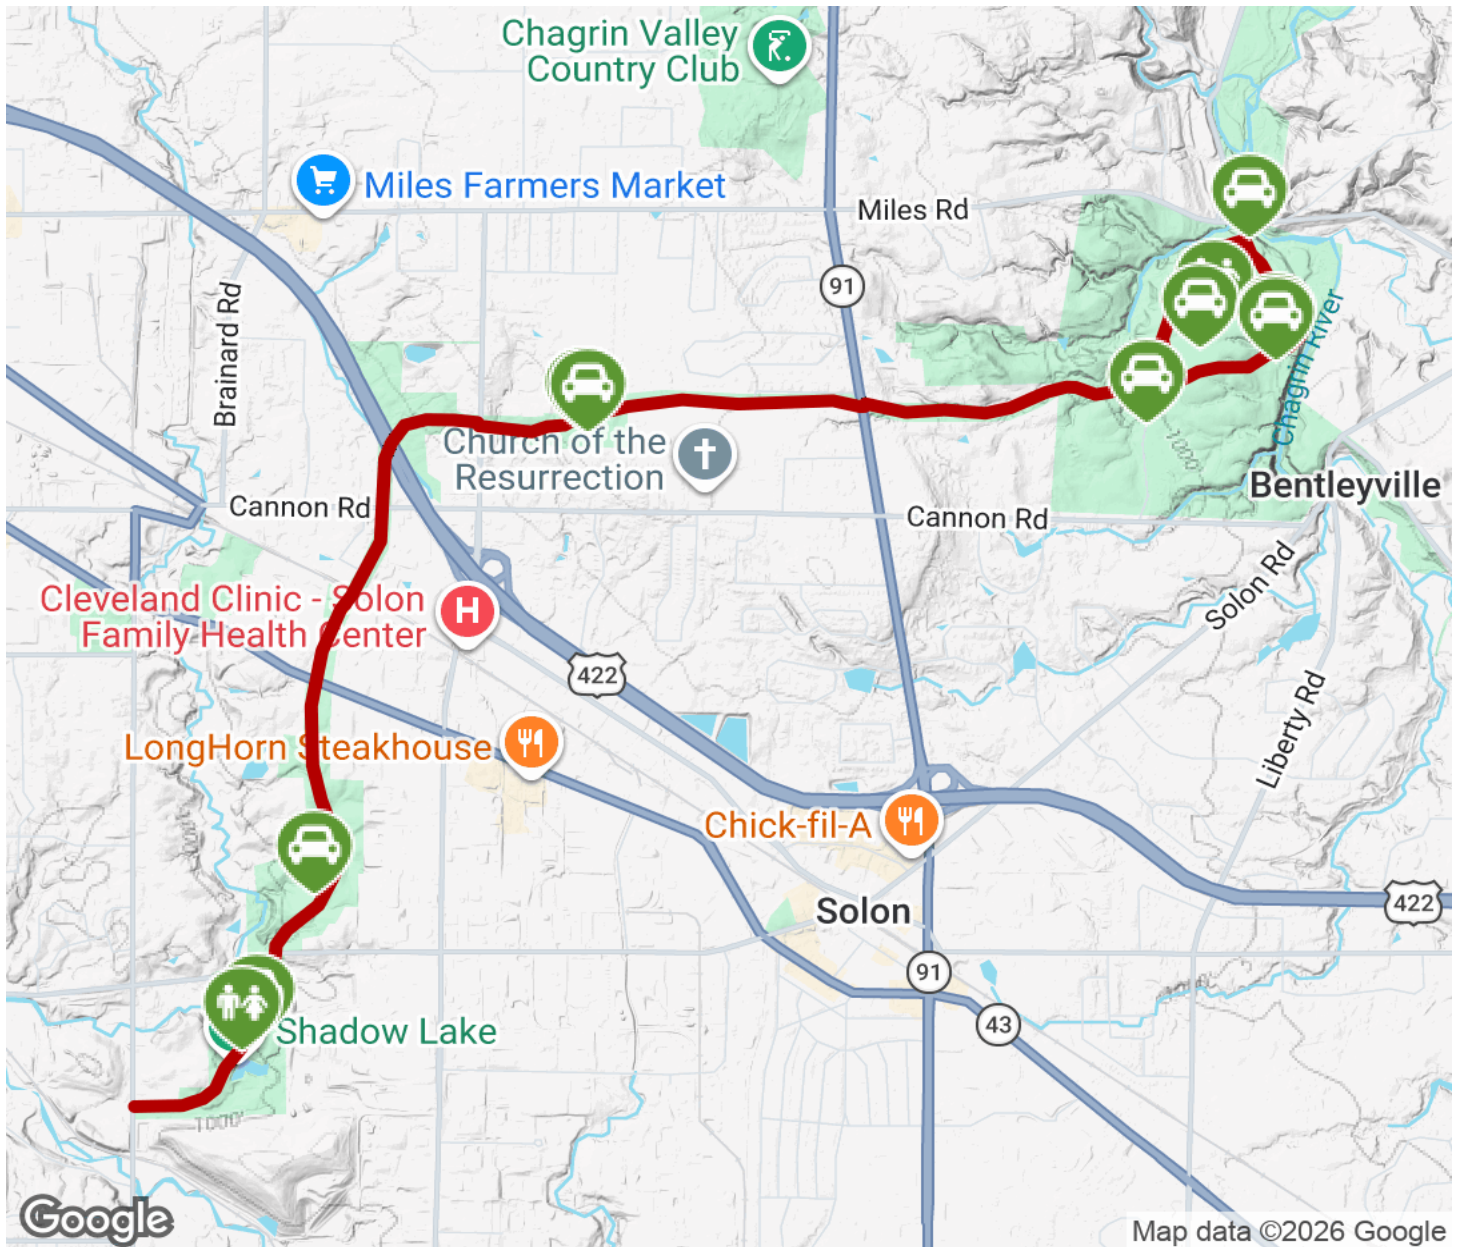 Chagrin Valley
Country Club
Miles Farmers Market
Miles Rd
91
Brainard Rd
Chagrin River
Church of the
Resurrection
1000'
Bentleyville
Cannon Rd
Cannon Rd
Solon Rd
Cleveland Clinic - Solon
Family Health Center
H
422
Liberty Rd
LongHorn Steakhouse
Chick-fil-A
Solon
422
91
Shadow Lake
43
1000'
Google
Map data ©2026 Google